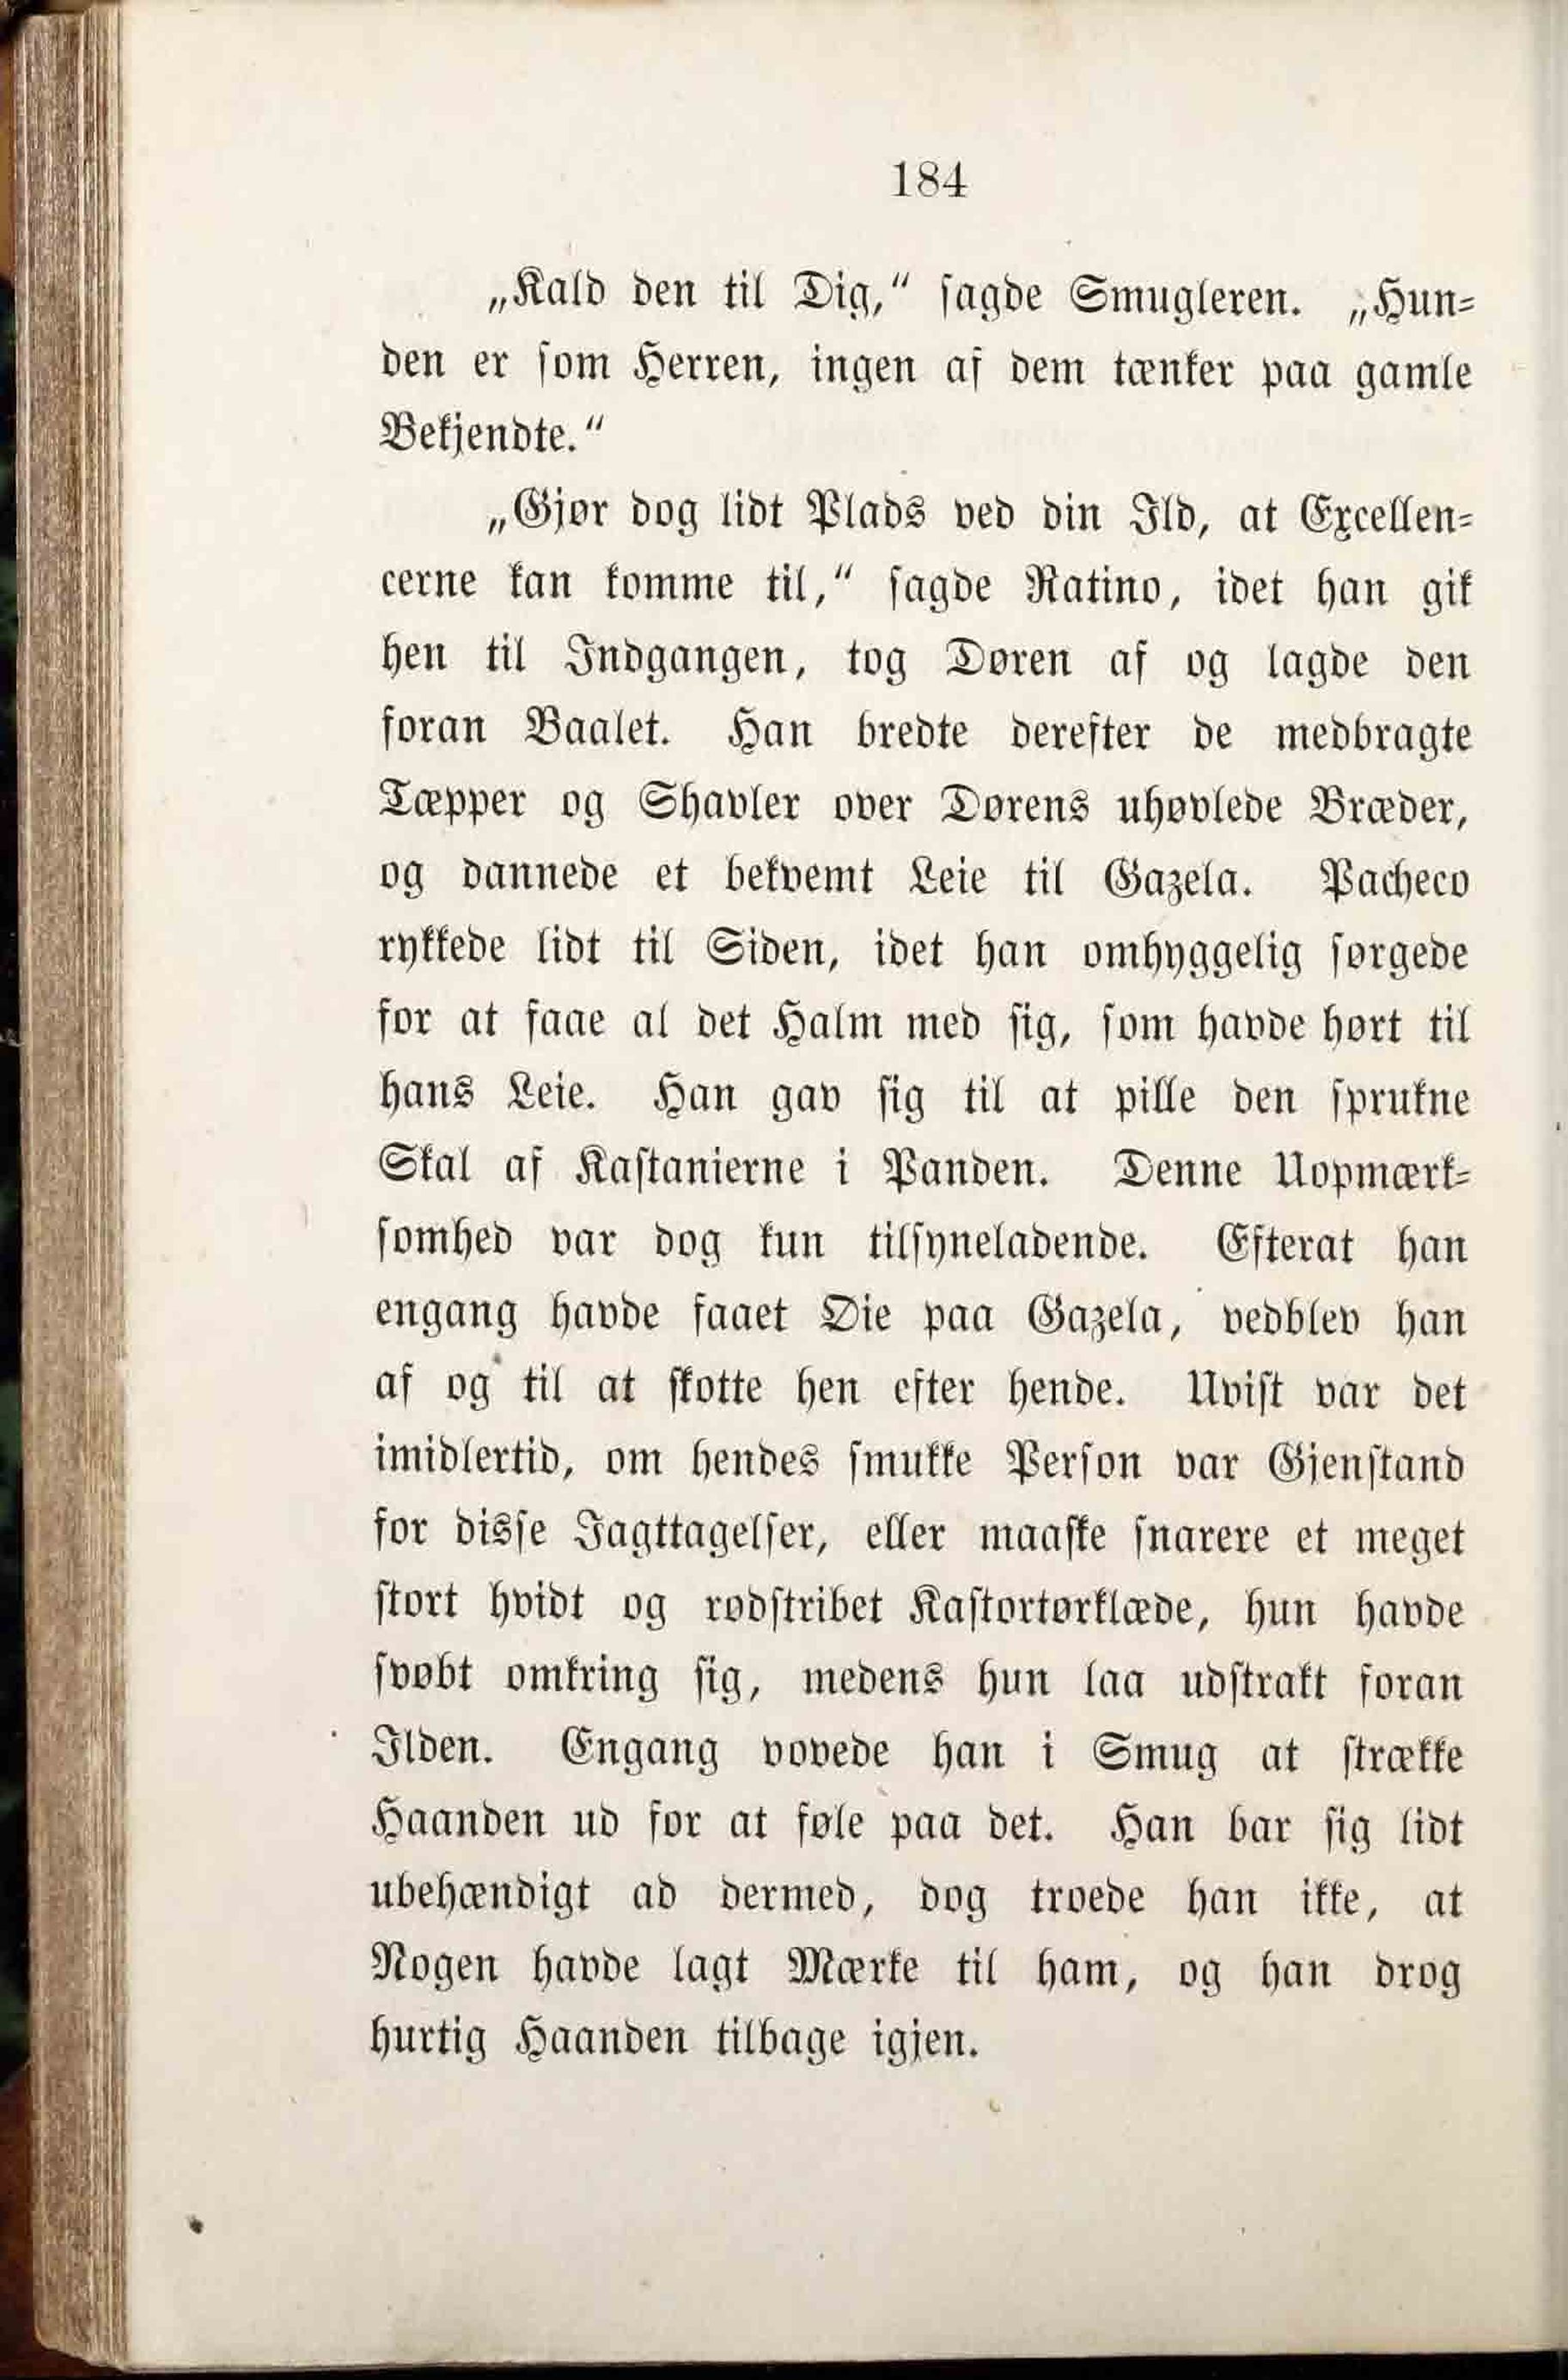 184
„Kald den til Dig,“ sagde Smugleren. „Hun-
den er som Herren, ingen af dem tænker paa gamle
Bekjendte.“
„Gjør dog lidt Plads ved din Ild, at Excellen-
cerne kan komme til,“ sagde Ratino, idet han gik
hen til Indgangen, tog Døren af og lagde den
foran Baalet. Han bredte derefter de medbragte
Tæpper og Shavler over Dørens uhøvlede Bræder,
og dannede et bekvemt Leie til Gazela. Pacheco
rykkede lidt til Siden, idet han omhyggelig sørgede
for at faae al det Halm med sig, som havde hørt til
hans Leie. Han gav sig til at pille den sprukne
Skal af Kastanierne i Panden. Denne Uopmærk-
somhed var dog kun tilsyneladende. Efterat han
engang havde faaet Øie paa Gazela, vedblev han
af og til at skotte hen efter hende. Uvist var det
imidlertid, om hendes smukke Person var Gjenstand
for disse Iagttagelser, eller maaske snarere et meget
stort hvidt og rødstribet Kastortørklæde, hun havde
svøbt omkring sig, medens hun laa udstrakt foran
Ilden. Engang vovede han i Smug at strække
Haanden ud for at føle paa det. Han bar sig lidt
ubehændigt ad dermed, dog troede han ikke, at
Nogen havde lagt Mærke til ham, og han drog
hurtig Haanden tilbage igjen.